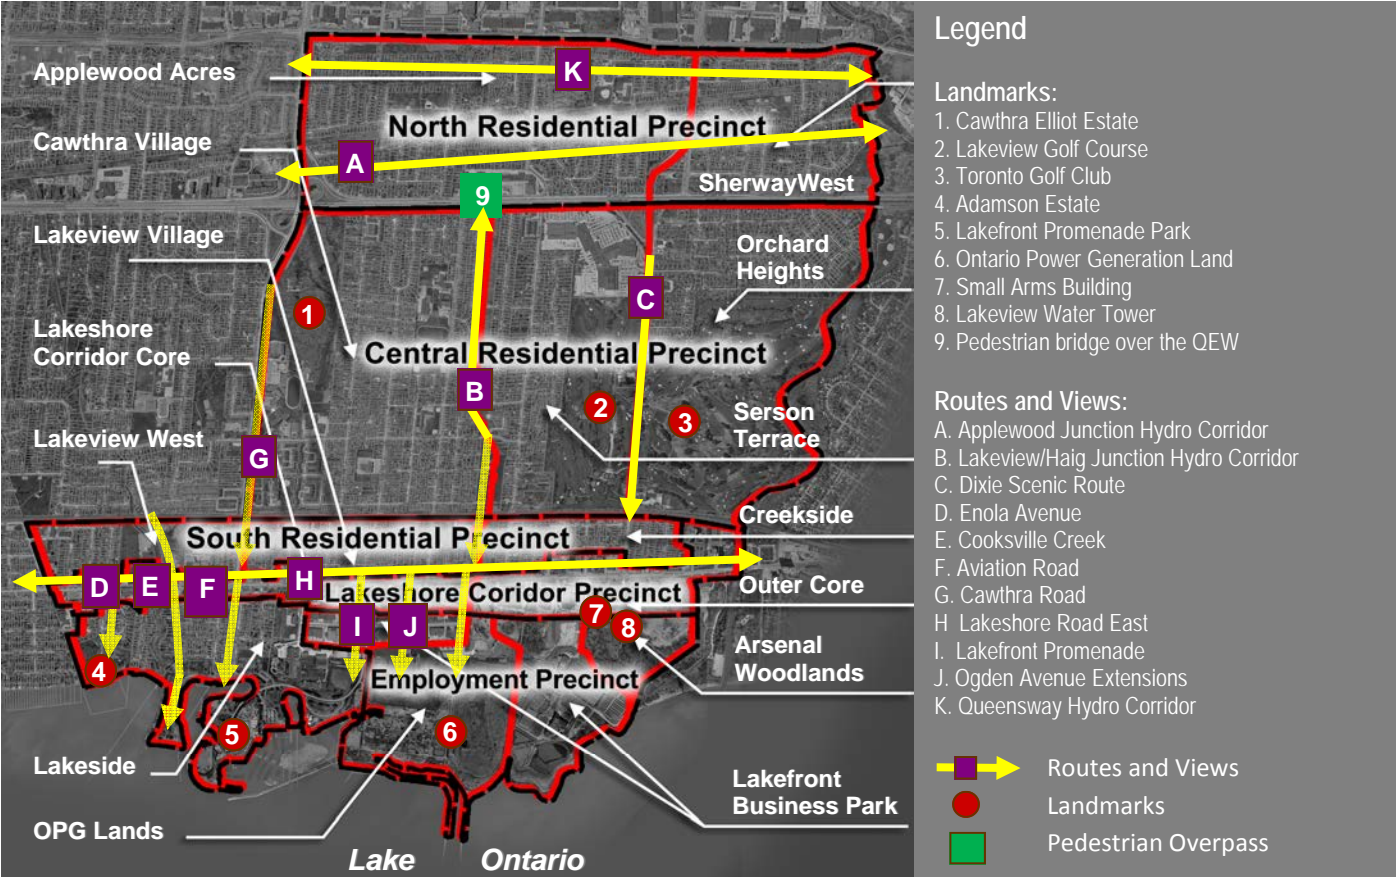 Applewood Acres
K
North Residential Precinct
Cawthra Village
A
SherwayWest
9
Lakeview Village
Orchard
Heights
C
1
Lakeshore
Corridor Core
Central Residential Precinct
B
2
3
Serson
Terrace
Lakeview West
G
Creekside
South Residential Precinct
D
E
F
H
Outer Core
Lakeshore Coridor Precinct
7
8
I
J
Arsenal
Woodlands
4
Employment Precinct
5
6
Lakeside
Lakefront
Business Park
OPG Lands
Lake Ontario
Legend
Landmarks:
1. Cawthra Elliot Estate
2. Lakeview Golf Course
3. Toronto Golf Club
4. Adamson Estate
5. Lakefront Promenade Park
6. Ontario Power Generation Land
7. Small Arms Building
8. Lakeview Water Tower
9. Pedestrian bridge over the QEW
Routes and Views:
A. Applewood Junction Hydro Corridor
B. Lakeview/Haig Junction Hydro Corridor
C. Dixie Scenic Route
D. Enola Avenue
E. Cooksville Creek
F. Aviation Road
G. Cawthra Road
H Lakeshore Road East
I. Lakefront Promenade
J. Ogden Avenue Extensions
K. Queensway Hydro Corridor
Routes and Views
Landmarks
Pedestrian Overpass